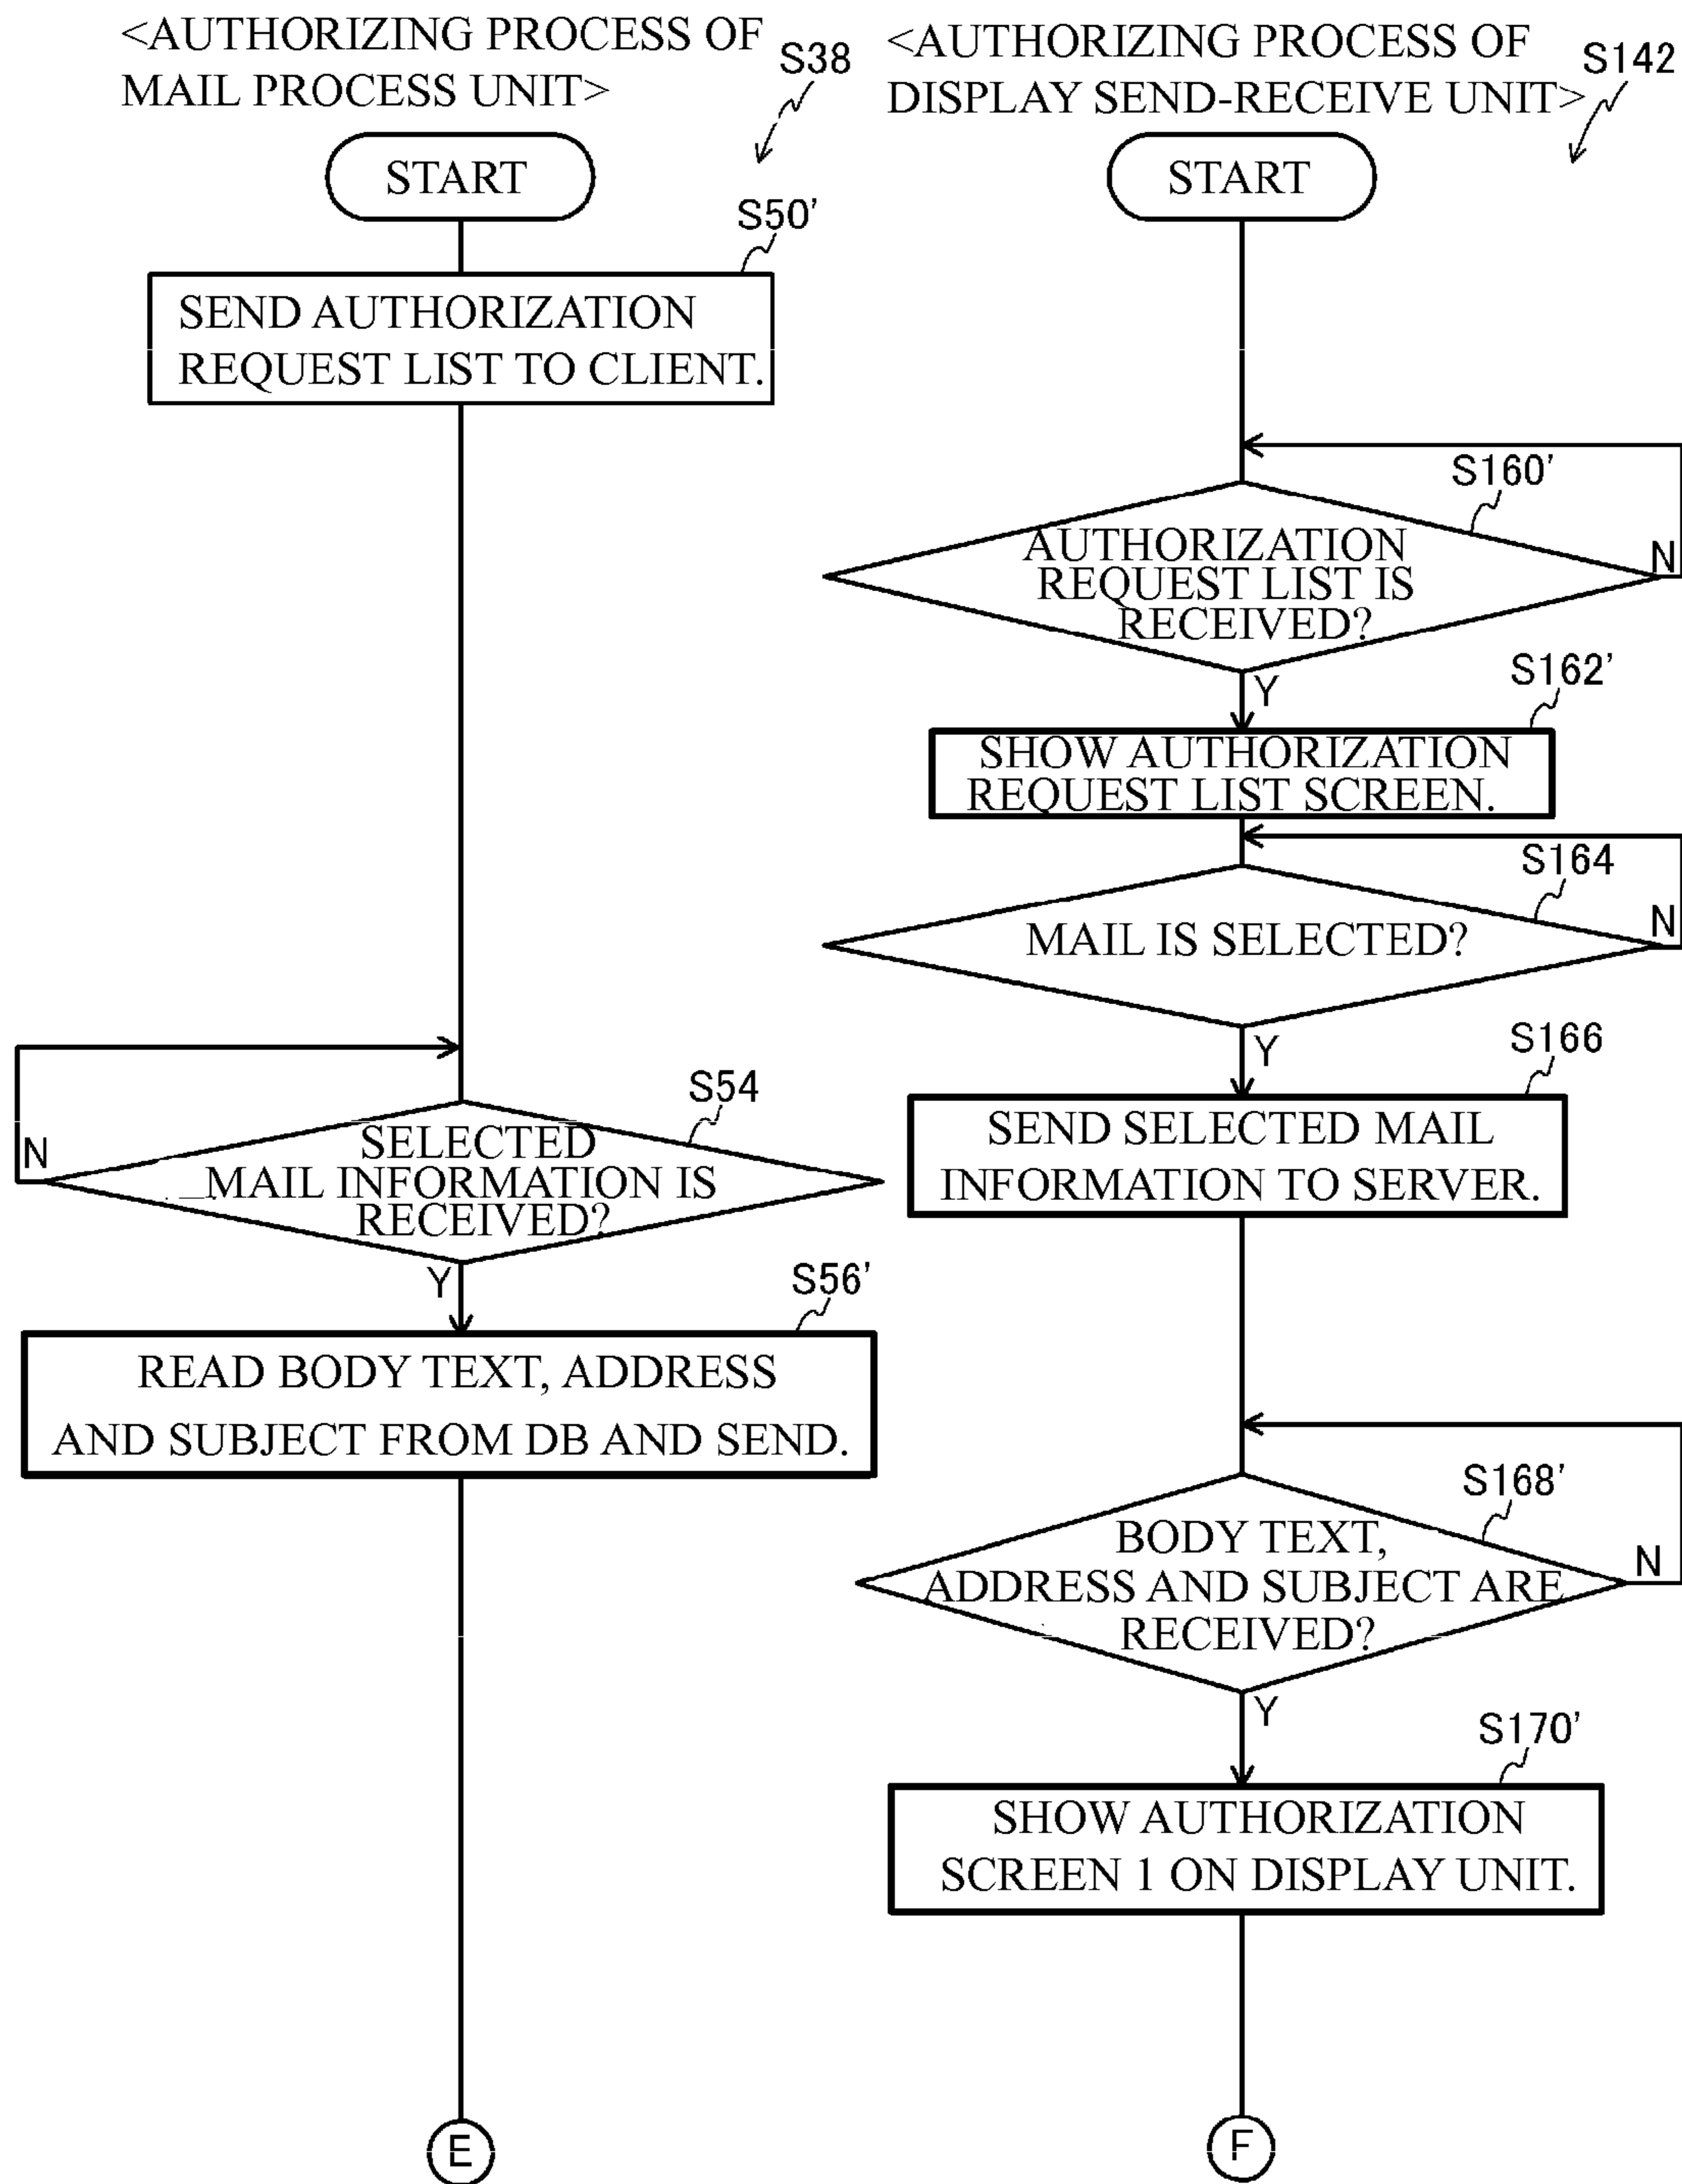 <AUTHORIZING PROCESS OF
MAIL PROCESS UNIT>
S38
START
S50'
SEND AUTHORIZATION
REQUEST LIST TO CLIENT.
N
S54
SELECTED
MAIL INFORMATION IS
RECEIVED?
Y
S56'
READ BODY TEXT, ADDRESS
AND SUBJECT FROM DB AND SEND.
E
<AUTHORIZING PROCESS OF
DISPLAY SEND-RECEIVE UNIT>
S142
START
S160'
AUTHORIZATION
REQUEST LIST IS
RECEIVED?
N
Y
S162'
SHOW AUTHORIZATION
REQUEST LIST SCREEN.
S164
MAIL IS SELECTED?
N
Y
S166
SEND SELECTED MAIL
INFORMATION TO SERVER.
S168'
BODY TEXT,
ADDRESS AND SUBJECT ARE
RECEIVED?
N
Y
S170'
SHOW AUTHORIZATION
SCREEN 1 ON DISPLAY UNIT.
F